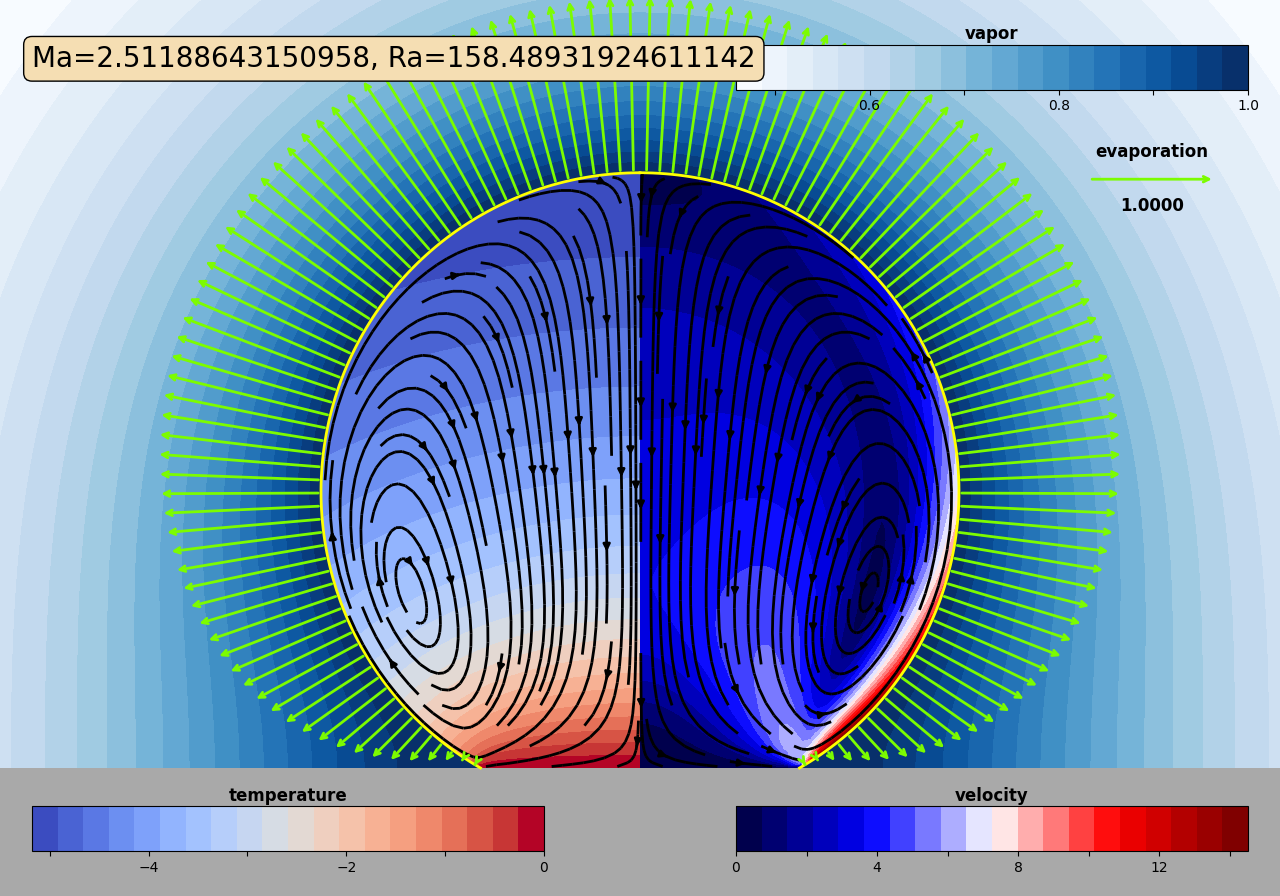 vapor
Ma=2.51188643150958, Ra=158.48931924611142
0.6 0.8 1.0
evaporation
1.0000
temperature
−4 −2 0
velocity
0 4 8 12